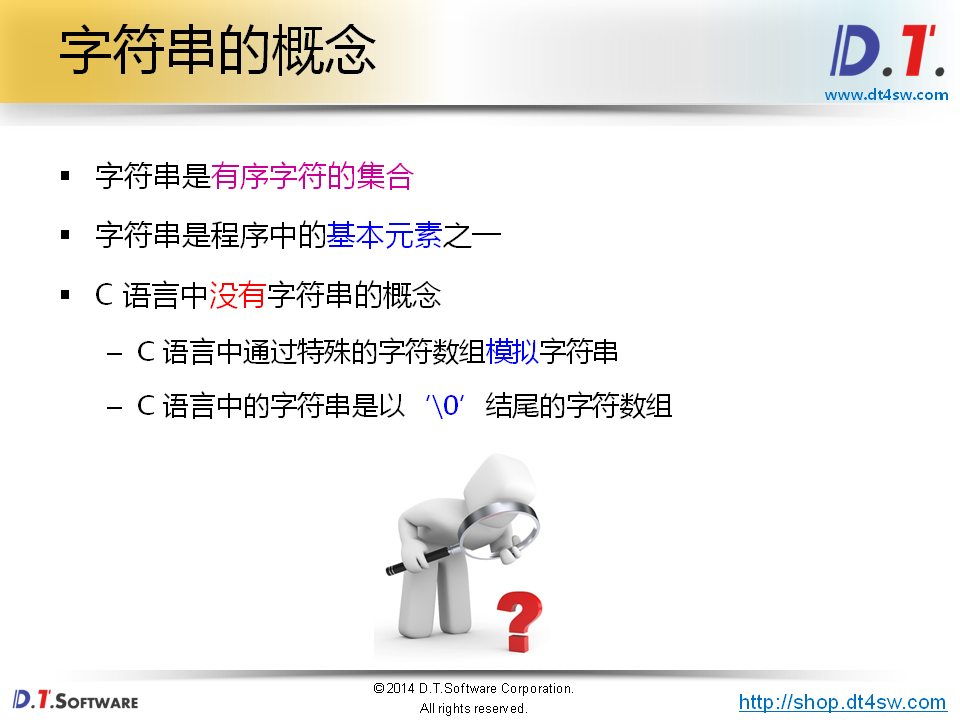 字符串的概念
D.T.
www.dt4sw.com
▪ 字符串是有序字符的集合
▪ 字符串是程序中的基本元素之一
▪ C 语言中没有字符串的概念
– C 语言中通过特殊的字符数组模拟字符串
– C 语言中的字符串是以‘\0’结尾的字符数组
?
D.T.SOFTWARE
©2014 D.T.Software Corporation.
All rights reserved.
http://shop.dt4sw.com